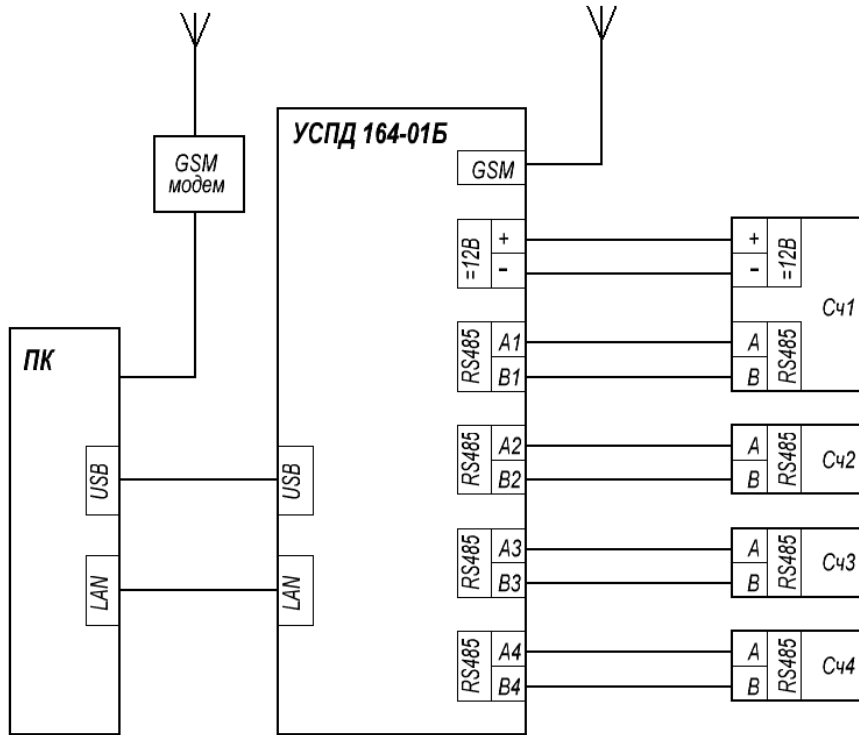 УСПД 164-01Б
GSM
модем
GSM
=12В
+
-
+
-
=12В
Сч1
RS485
A1
B1
A
B
RS485
ПК
RS485
A2
B2
A
B
RS485
Сч2
USB
USB
RS485
A3
B3
A
B
RS485
Сч3
LAN
LAN
RS485
A4
B4
A
B
RS485
Сч4